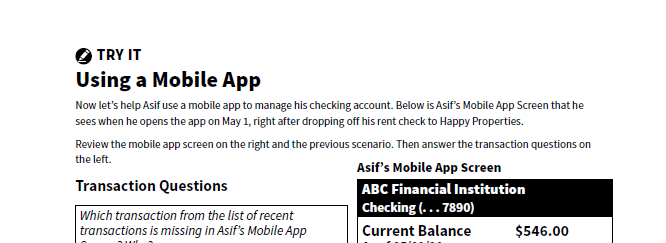 TRY IT
Using a Mobile App
Now let's help Asif use a mobile app to manage his checking account. Below is Asif's Mobile App Screen that he
sees when he opens the app on May 1, right after dropping off his rent check to Happy Properties.
Review the mobile app screen on the right and the previous scenario. Then answer the transaction questions on
the left.
Transaction Questions
Which transaction from the list of recent
transactions is missing in Asif's Mobile App
Asif's Mobile App Screen
ABC Financial Institution
Checking (. . . 7890)
Current Balance $546.00